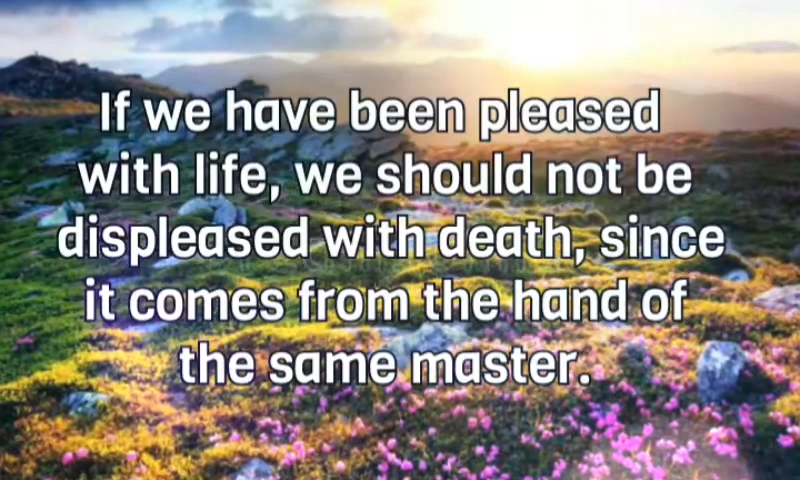 If we have been pleased
with life, we should not be
displeased with death, since
it comes from the hand of
the same master.